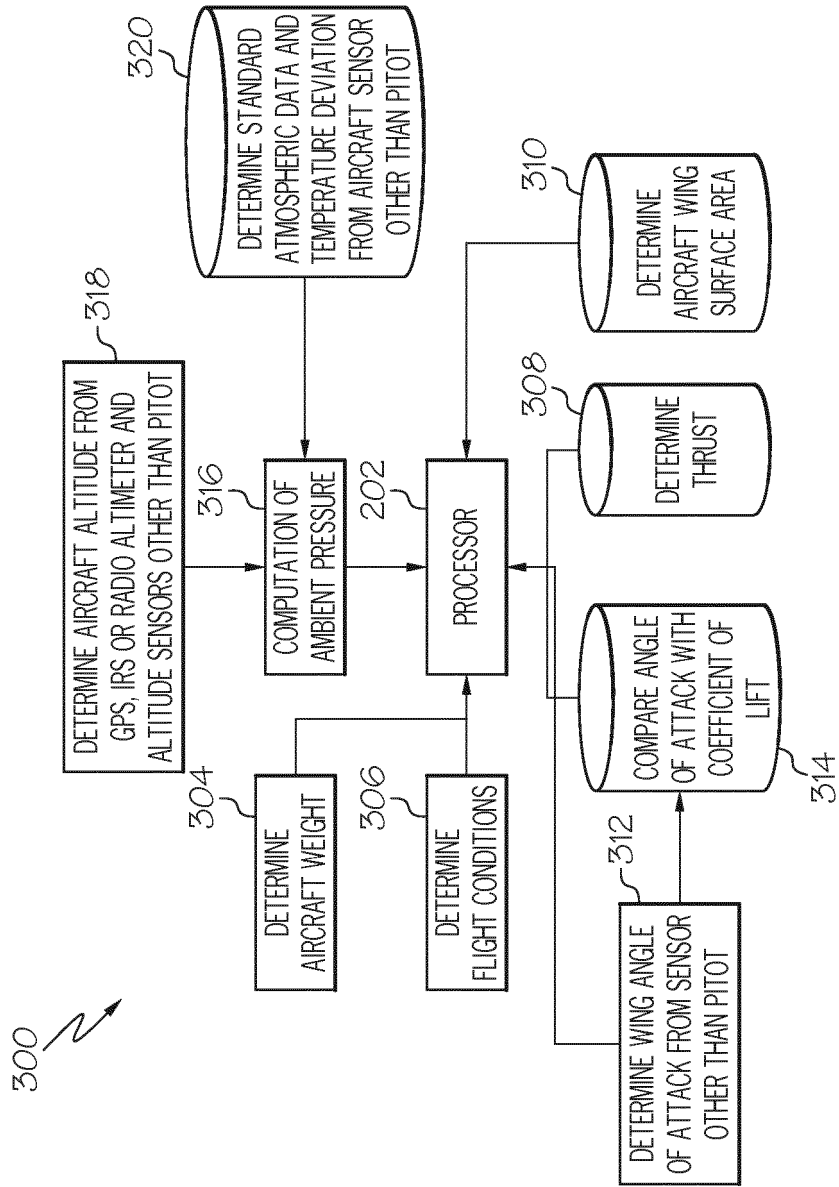 300
318
DETERMINE AIRCRAFT ALTITUDE FROM
GPS, IRS OR RADIO ALTIMETER AND
ALTITUDE SENSORS OTHER THAN PITOT
320
DETERMINE STANDARD
ATMOSPHERIC DATA AND
TEMPERATURE DEVIATION
FROM AIRCRAFT SENSOR
OTHER THAN PITOT
304
DETERMINE
AIRCRAFT WEIGHT
316
COMPUTATION OF
AMBIENT PRESSURE
306
DETERMINE
FLIGHT CONDITIONS
202
PROCESSOR
312
DETERMINE WING ANGLE
OF ATTACK FROM SENSOR
OTHER THAN PITOT
COMPARE ANGLE
OF ATTACK WITH
COEFFICIENT OF
LIFT
314
308
DETERMINE
THRUST
310
DETERMINE
AIRCRAFT WING
SURFACE AREA